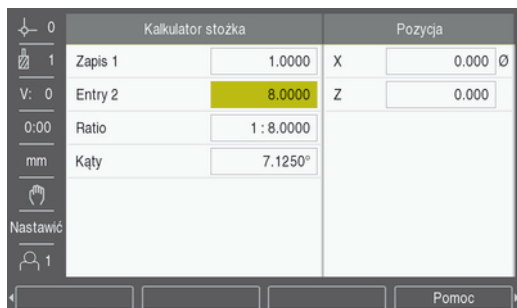 0 Kalkulator stożka Pozycja
1 Zapis 1 1.0000 X 0.000 Ø
V: 0 Entry 2 8.0000 Z 0.000
0:00 Ratio 1 : 8.0000
mm Kąty 7.1250°
Nastawić
1
Pomoc